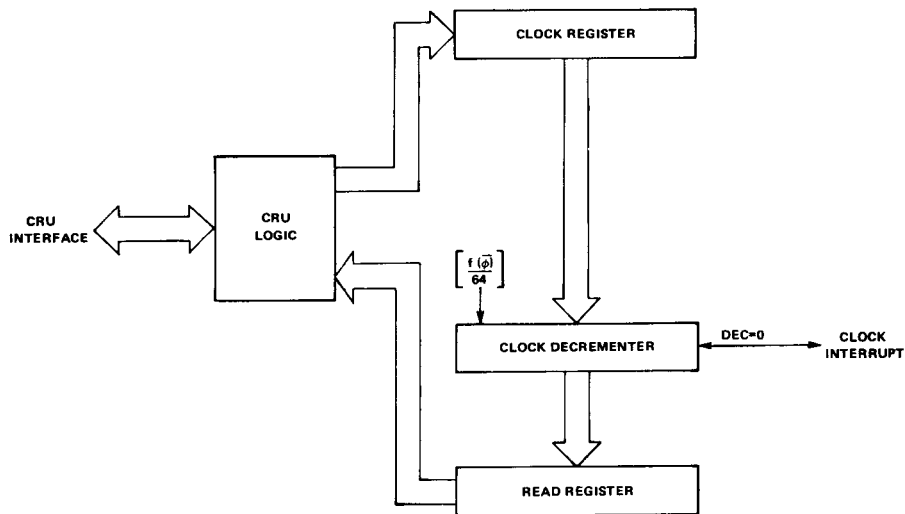 CLOCK REGISTER
CRU
LOGIC
CRU
INTERFACE
[f (φ̅)
64]
CLOCK DECREMENTER
DEC=0
CLOCK
INTERRUPT
READ REGISTER